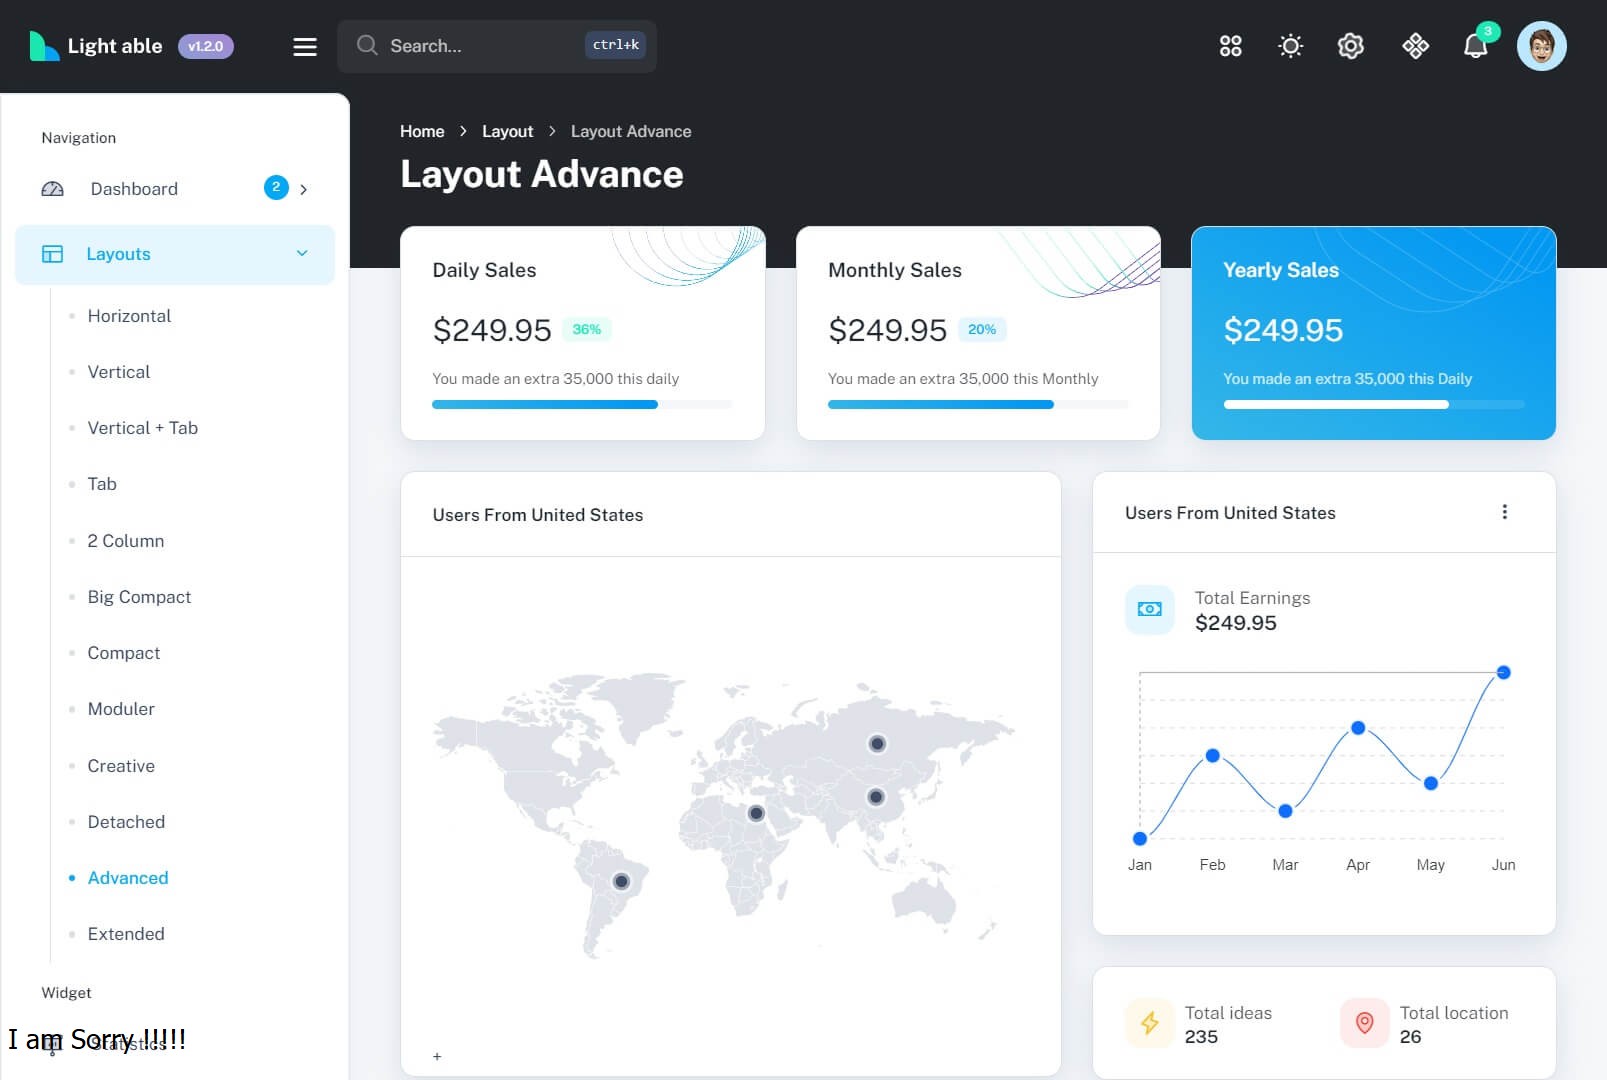 Light able v1.2.0
Search... ctrl+k
3
Navigation
Dashboard 2
Layouts
Horizontal
Vertical
Vertical + Tab
Tab
2 Column
Big Compact
Compact
Moduler
Creative
Detached
Advanced
Extended
Widget
Statistics
I am Sorry !!!!!
Home > Layout > Layout Advance
Layout Advance
Daily Sales
$249.95 36%
You made an extra 35,000 this daily
Monthly Sales
$249.95 20%
You made an extra 35,000 this Monthly
Yearly Sales
$249.95
You made an extra 35,000 this Daily
Users From United States
+
Users From United States
Total Earnings
$249.95
Jan Feb Mar Apr May Jun
Total ideas
235
Total location
26